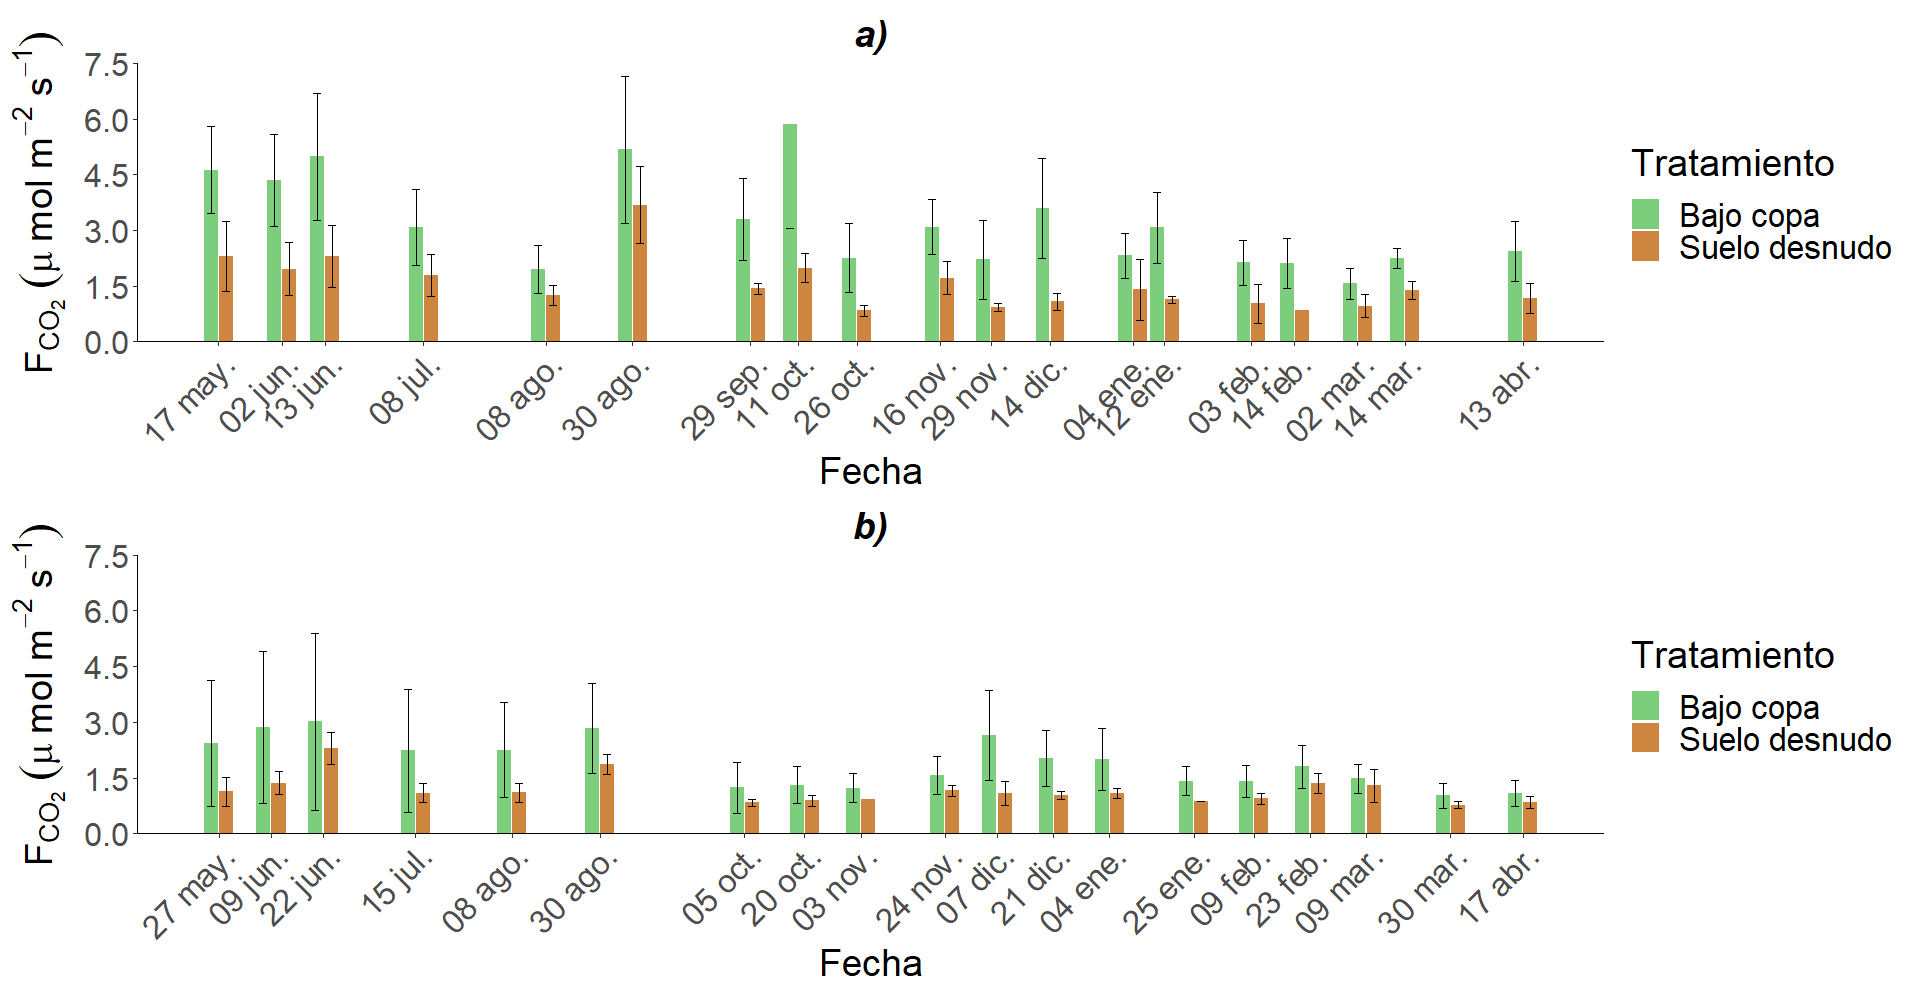 a)
F CO2 (μ mol m−2 s−1)
7.5
6.0
4.5
3.0
1.5
0.0
17 may. 02 jun. 13 jun. 08 jul. 08 ago. 30 ago. 29 sep. 11 oct. 26 oct. 16 nov. 29 nov. 14 dic. 04 ene. 12 ene. 03 feb. 14 feb. 02 mar. 14 mar. 13 abr.
Fecha
Tratamiento
Bajo copa
Suelo desnudo
b)
F CO2 (μ mol m−2 s−1)
7.5
6.0
4.5
3.0
1.5
0.0
27 may. 09 jun. 22 jun. 15 jul. 08 ago. 30 ago. 05 oct. 20 oct. 03 nov. 24 nov. 07 dic. 21 dic. 04 ene. 25 ene. 09 feb. 23 feb. 09 mar. 30 mar. 17 abr.
Fecha
Tratamiento
Bajo copa
Suelo desnudo